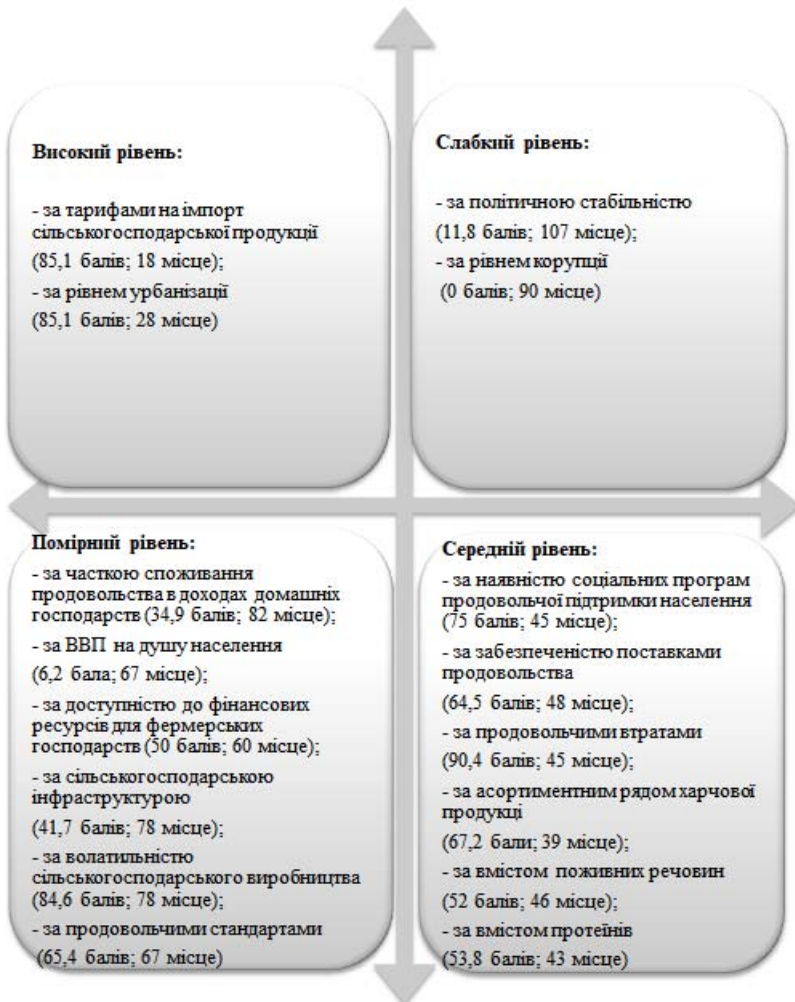 Високий рівень:
- за тарифами на імпорт
сільськогосподарської продукції
(85,1 балів; 18 місце);
- за рівнем урбанізації
(85,1 балів; 28 місце)
Слабкий рівень:
- за політичною стабільністю
(11,8 балів; 107 місце);
- за рівнем корупції
(0 балів; 90 місце)
Помірний рівень:
- за часткою споживання
продовольства в доходах домашніх
господарств (34,9 балів; 82 місце);
- за ВВП на душу населення
(6,2 бала; 67 місце);
- за доступністю до фінансових
ресурсів для фермерських
господарств (50 балів; 60 місце);
- за сільськогосподарською
інфраструктурою
(41,7 балів; 78 місце);
- за волатильністю
сільськогосподарського виробництва
(84,6 балів; 78 місце);
- за продовольчими стандартами
(65,4 балів; 67 місце)
Середній рівень:
- за наявністю соціальних програм
продовольчої підтримки населення
(75 балів; 45 місце);
- за забезпеченістю поставками
продовольства
(64,5 балів; 48 місце);
- за продовольчими втратами
(90,4 балів; 45 місце);
- за асортиментним рядом харчової
продукці
(67,2 бали; 39 місце);
- за вмістом поживних речовин
(52 балів; 46 місце);
- за вмістом протеїнів
(53,8 балів; 43 місце)